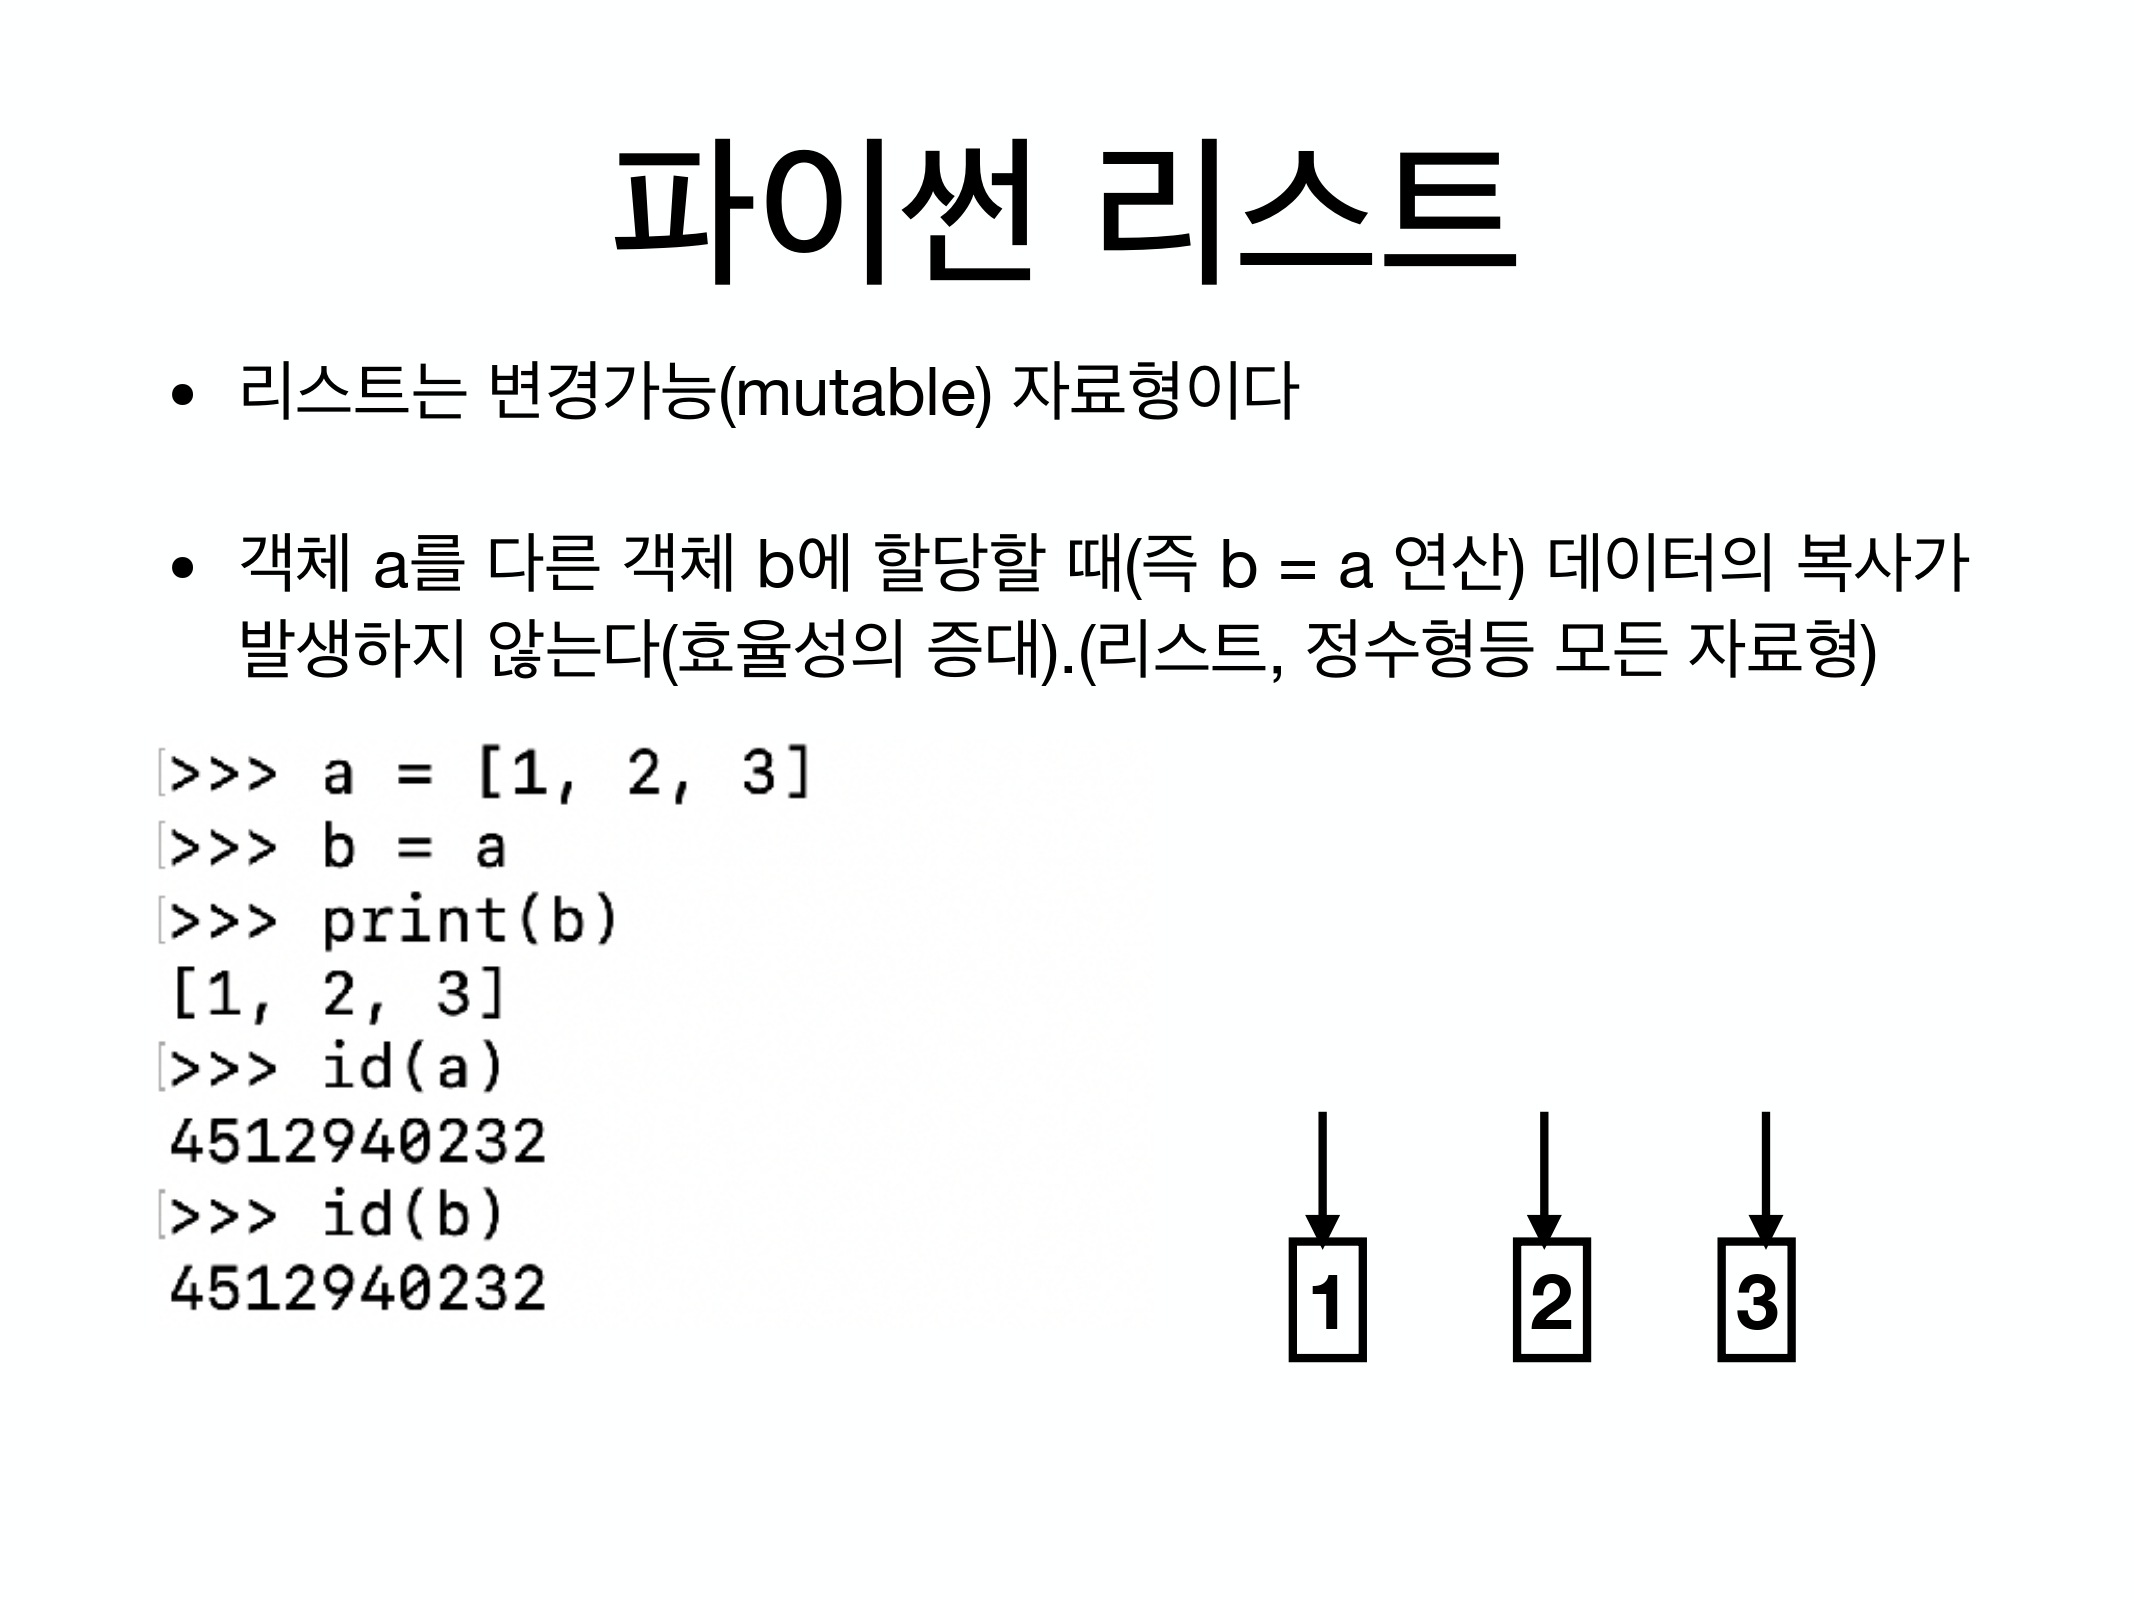 파이썬 리스트
• 리스트는 변경가능(mutable) 자료형이다
• 객체 a를 다른 객체 b에 할당할 때(즉 b = a 연산) 데이터의 복사가
발생하지 않는다(효율성의 증대).(리스트, 정수형등 모든 자료형)
[>>> a = [1, 2, 3]
[>>> b = a
[>>> print(b)
[1, 2, 3]
[>>> id(a)
4512940232
[>>> id(b)
4512940232
1 2 3